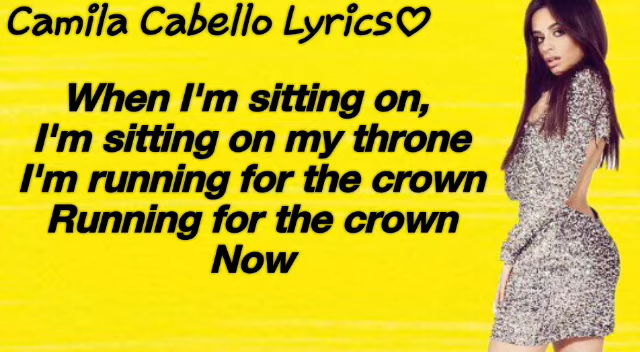 Camila Cabello Lyrics♡
When I'm sitting on,
I'm sitting on my throne
I'm running for the crown
Running for the crown
Now